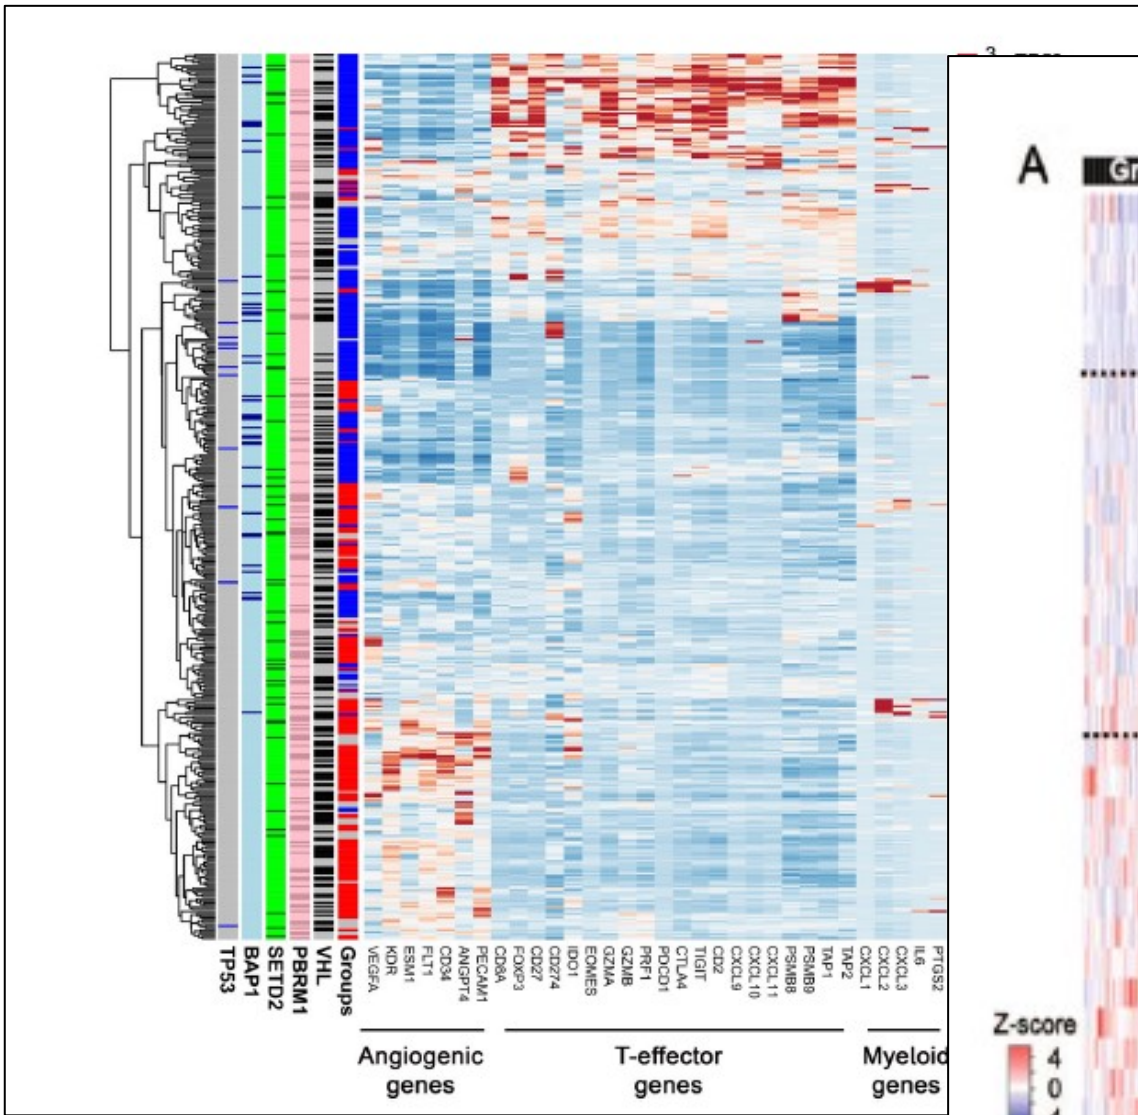 3
A
Gr
TP53
BAP1
SETD2
PBRM1
VHL
Groups
VEGFA
KDR
ESM1
FLT1
CD34
ANGPT4
PECAM1
CD8A
FOXP3
CD27
CD274
IDO1
EOMES
GZMA
GZMB
PRF1
PDCD1
CTLA4
TIGIT
CD2
CXCL9
CXCL10
CXCL11
PSMB8
PSMB9
TAP1
TAP2
CXCL1
CXCL2
CXCL3
IL6
PTGS2
Angiogenic
genes
T-effector
genes
Myeloid
genes
Z-score
4
0